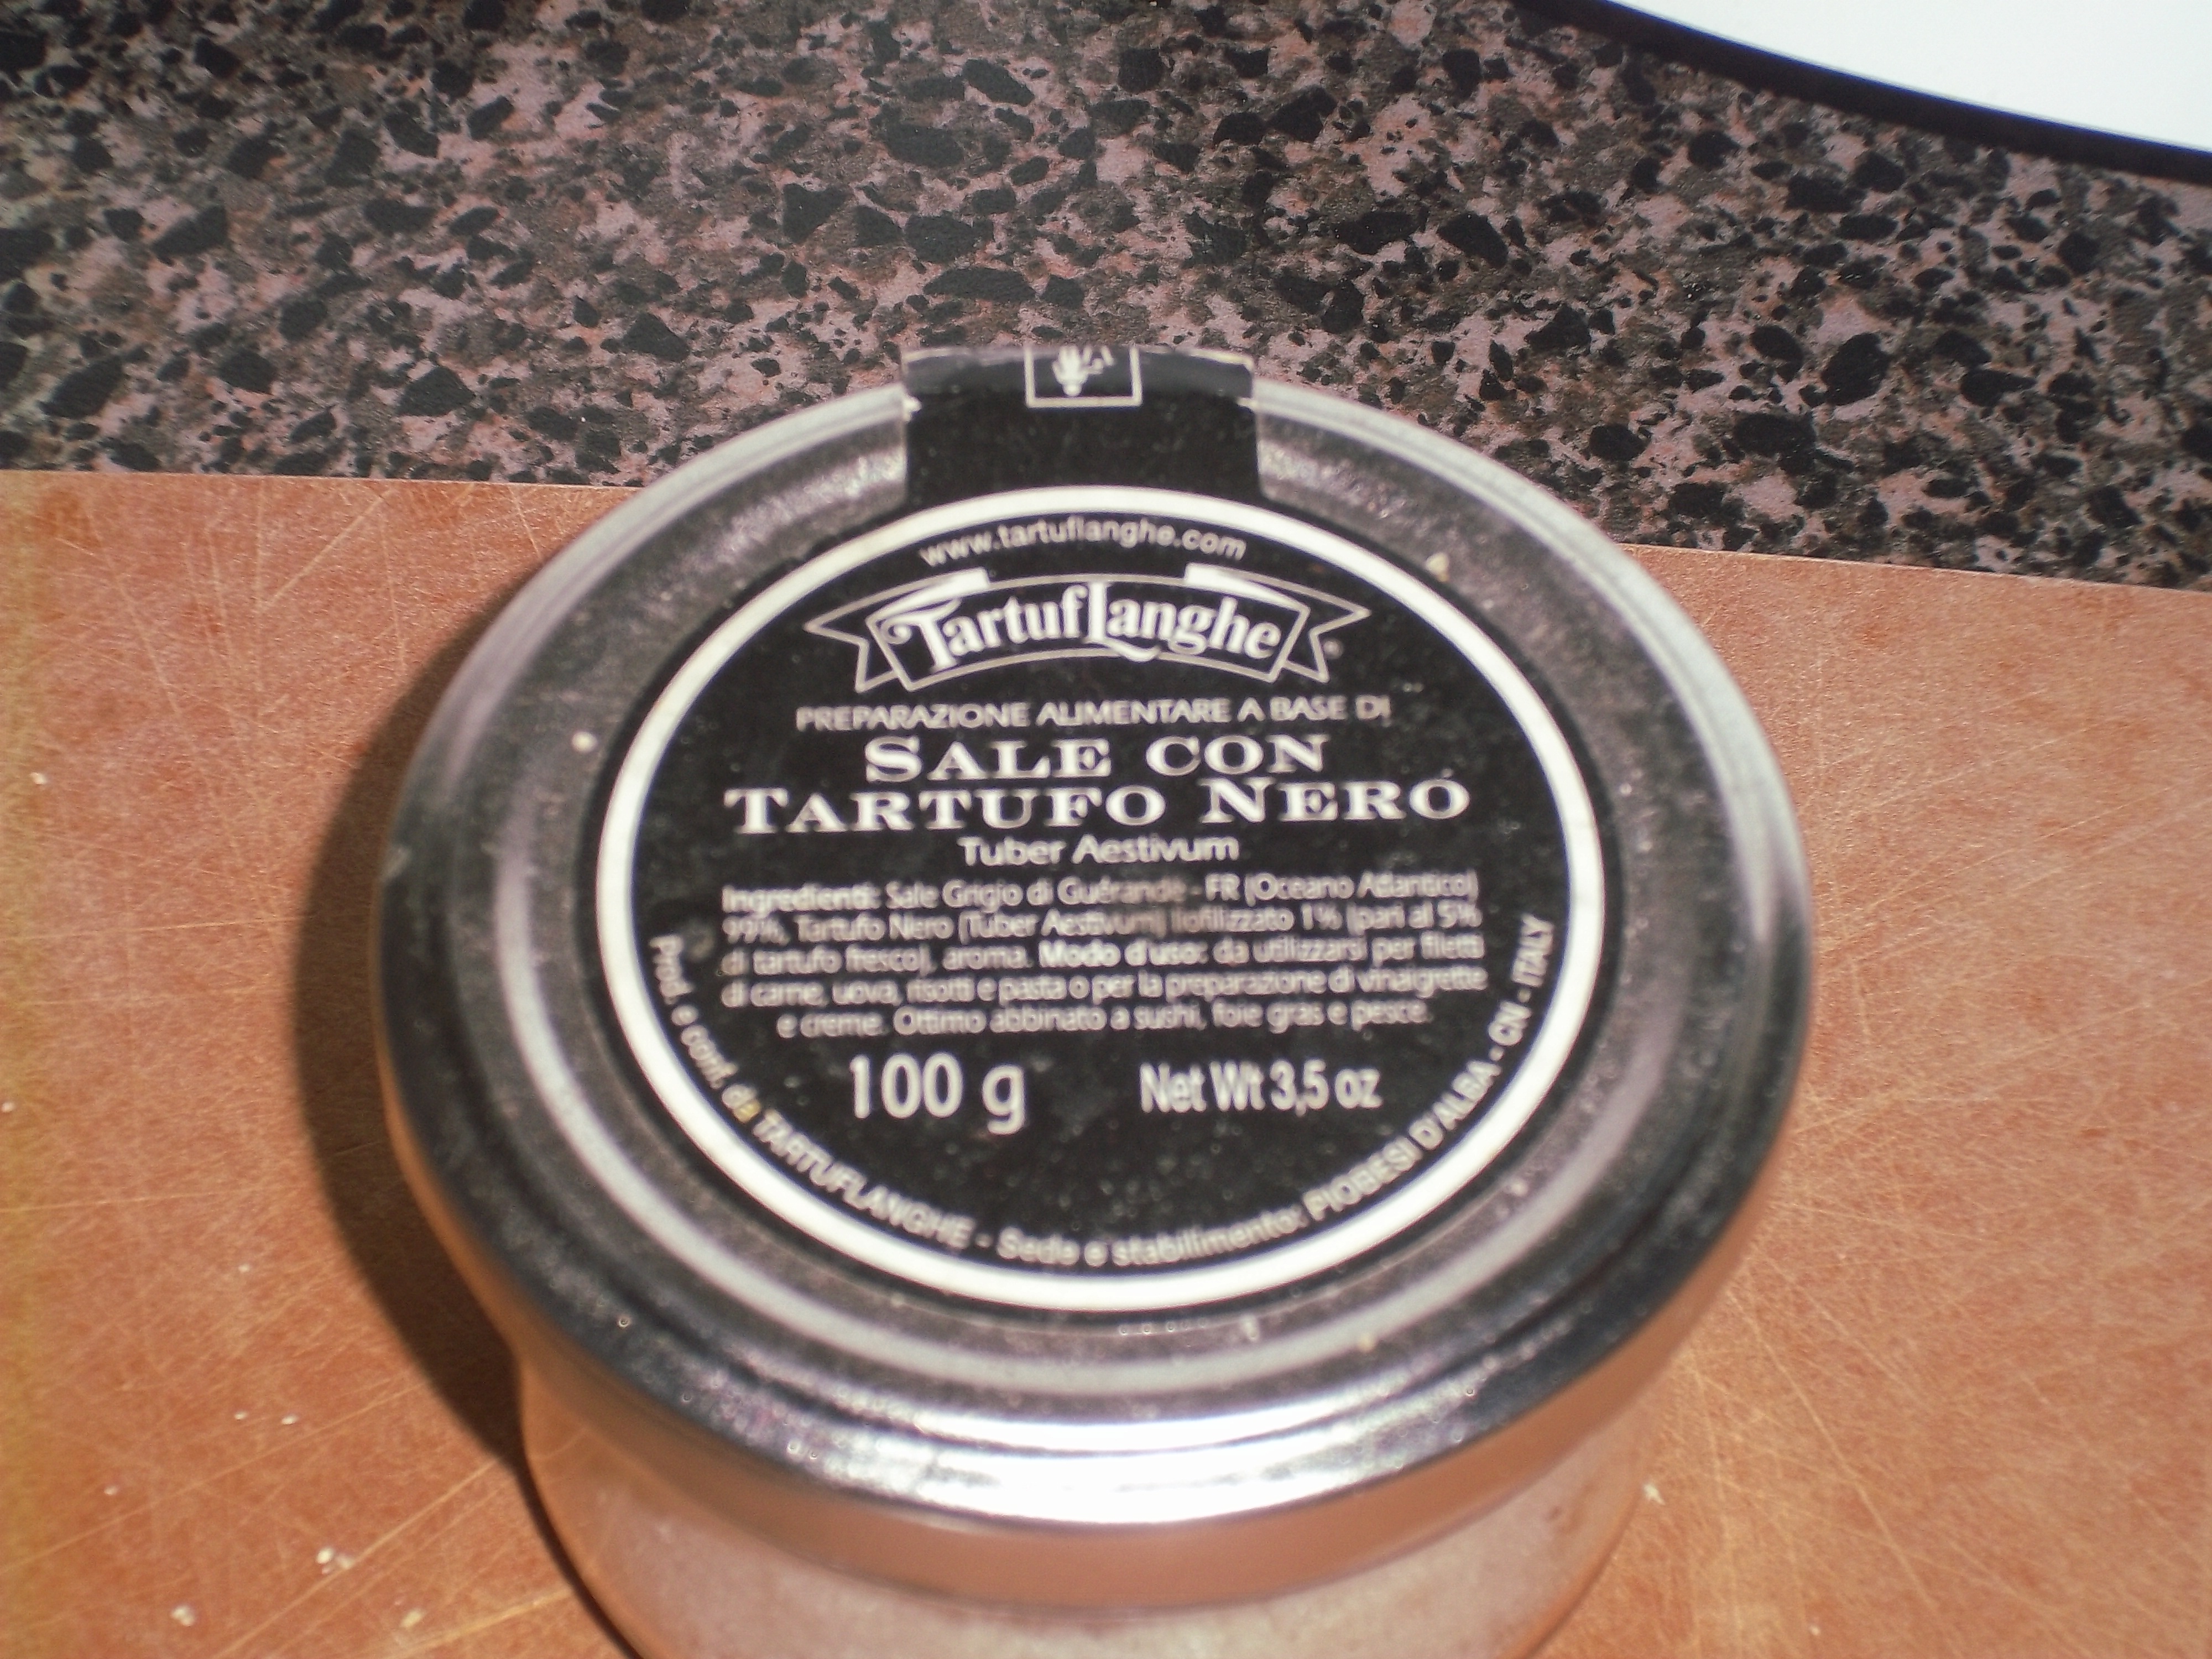 www.tartuflanghe.com
TartufLanghe
PREPARAZIONE ALIMENTARE A BASE DI
SALE CON
TARTUFO NERO
Tuber Aestivum
Ingredienti: Sale Grigio di Guérande - FR (Oceano Atlantico)
99%, Tartufo Nero (Tuber Aestivum) liofilizzato 1% (pari al 5%
di tartufo fresco), aroma. Modo d'uso: da utilizzarsi per filetti
di carne, uova, risotti e pasta o per la preparazione di vinaigrette
e creme. Ottimo abbinato a sushi, foie gras e pesce.
100 g Net Wt 3,5 oz
Prod. e conf. da TARTUFLANGHE - Sede e stabilimento: PIOBESI D'ALBA - CN - ITALY